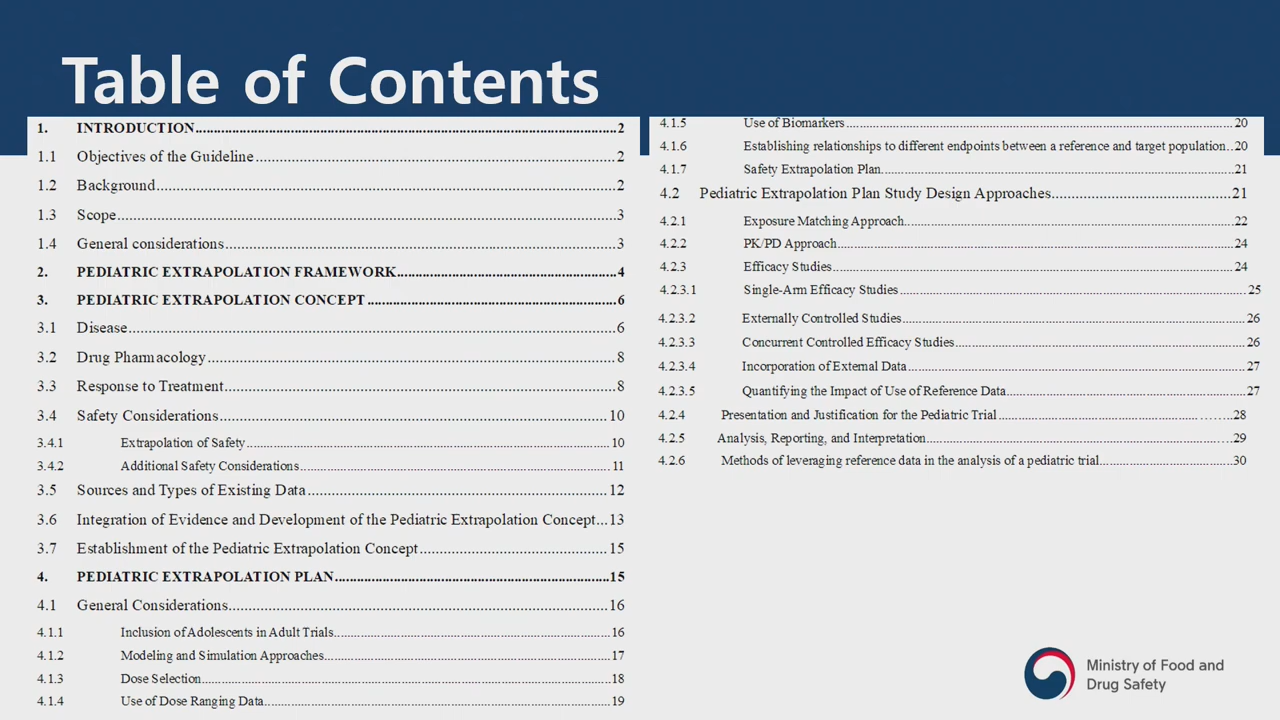 Table of Contents
1. INTRODUCTION 2
1.1 Objectives of the Guideline 2
1.2 Background 2
1.3 Scope 3
1.4 General considerations 3
2. PEDIATRIC EXTRAPOLATION FRAMEWORK 4
3. PEDIATRIC EXTRAPOLATION CONCEPT 6
3.1 Disease 6
3.2 Drug Pharmacology 8
3.3 Response to Treatment 8
3.4 Safety Considerations 10
3.4.1 Extrapolation of Safety 10
3.4.2 Additional Safety Considerations 11
3.5 Sources and Types of Existing Data 12
3.6 Integration of Evidence and Development of the Pediatric Extrapolation Concept 13
3.7 Establishment of the Pediatric Extrapolation Concept 15
4. PEDIATRIC EXTRAPOLATION PLAN 15
4.1 General Considerations 16
4.1.1 Inclusion of Adolescents in Adult Trials 16
4.1.2 Modeling and Simulation Approaches 17
4.1.3 Dose Selection 18
4.1.4 Use of Dose Ranging Data 19
4.1.5 Use of Biomarkers 20
4.1.6 Establishing relationships to different endpoints between a reference and target population 20
4.1.7 Safety Extrapolation Plan 21
4.2 Pediatric Extrapolation Plan Study Design Approaches 21
4.2.1 Exposure Matching Approach 22
4.2.2 PK/PD Approach 24
4.2.3 Efficacy Studies 24
4.2.3.1 Single-Arm Efficacy Studies 25
4.2.3.2 Externally Controlled Studies 26
4.2.3.3 Concurrent Controlled Efficacy Studies 26
4.2.3.4 Incorporation of External Data 27
4.2.3.5 Quantifying the Impact of Use of Reference Data 27
4.2.4 Presentation and Justification for the Pediatric Trial 28
4.2.5 Analysis, Reporting, and Interpretation 29
4.2.6 Methods of leveraging reference data in the analysis of a pediatric trial 30
Ministry of Food and
Drug Safety